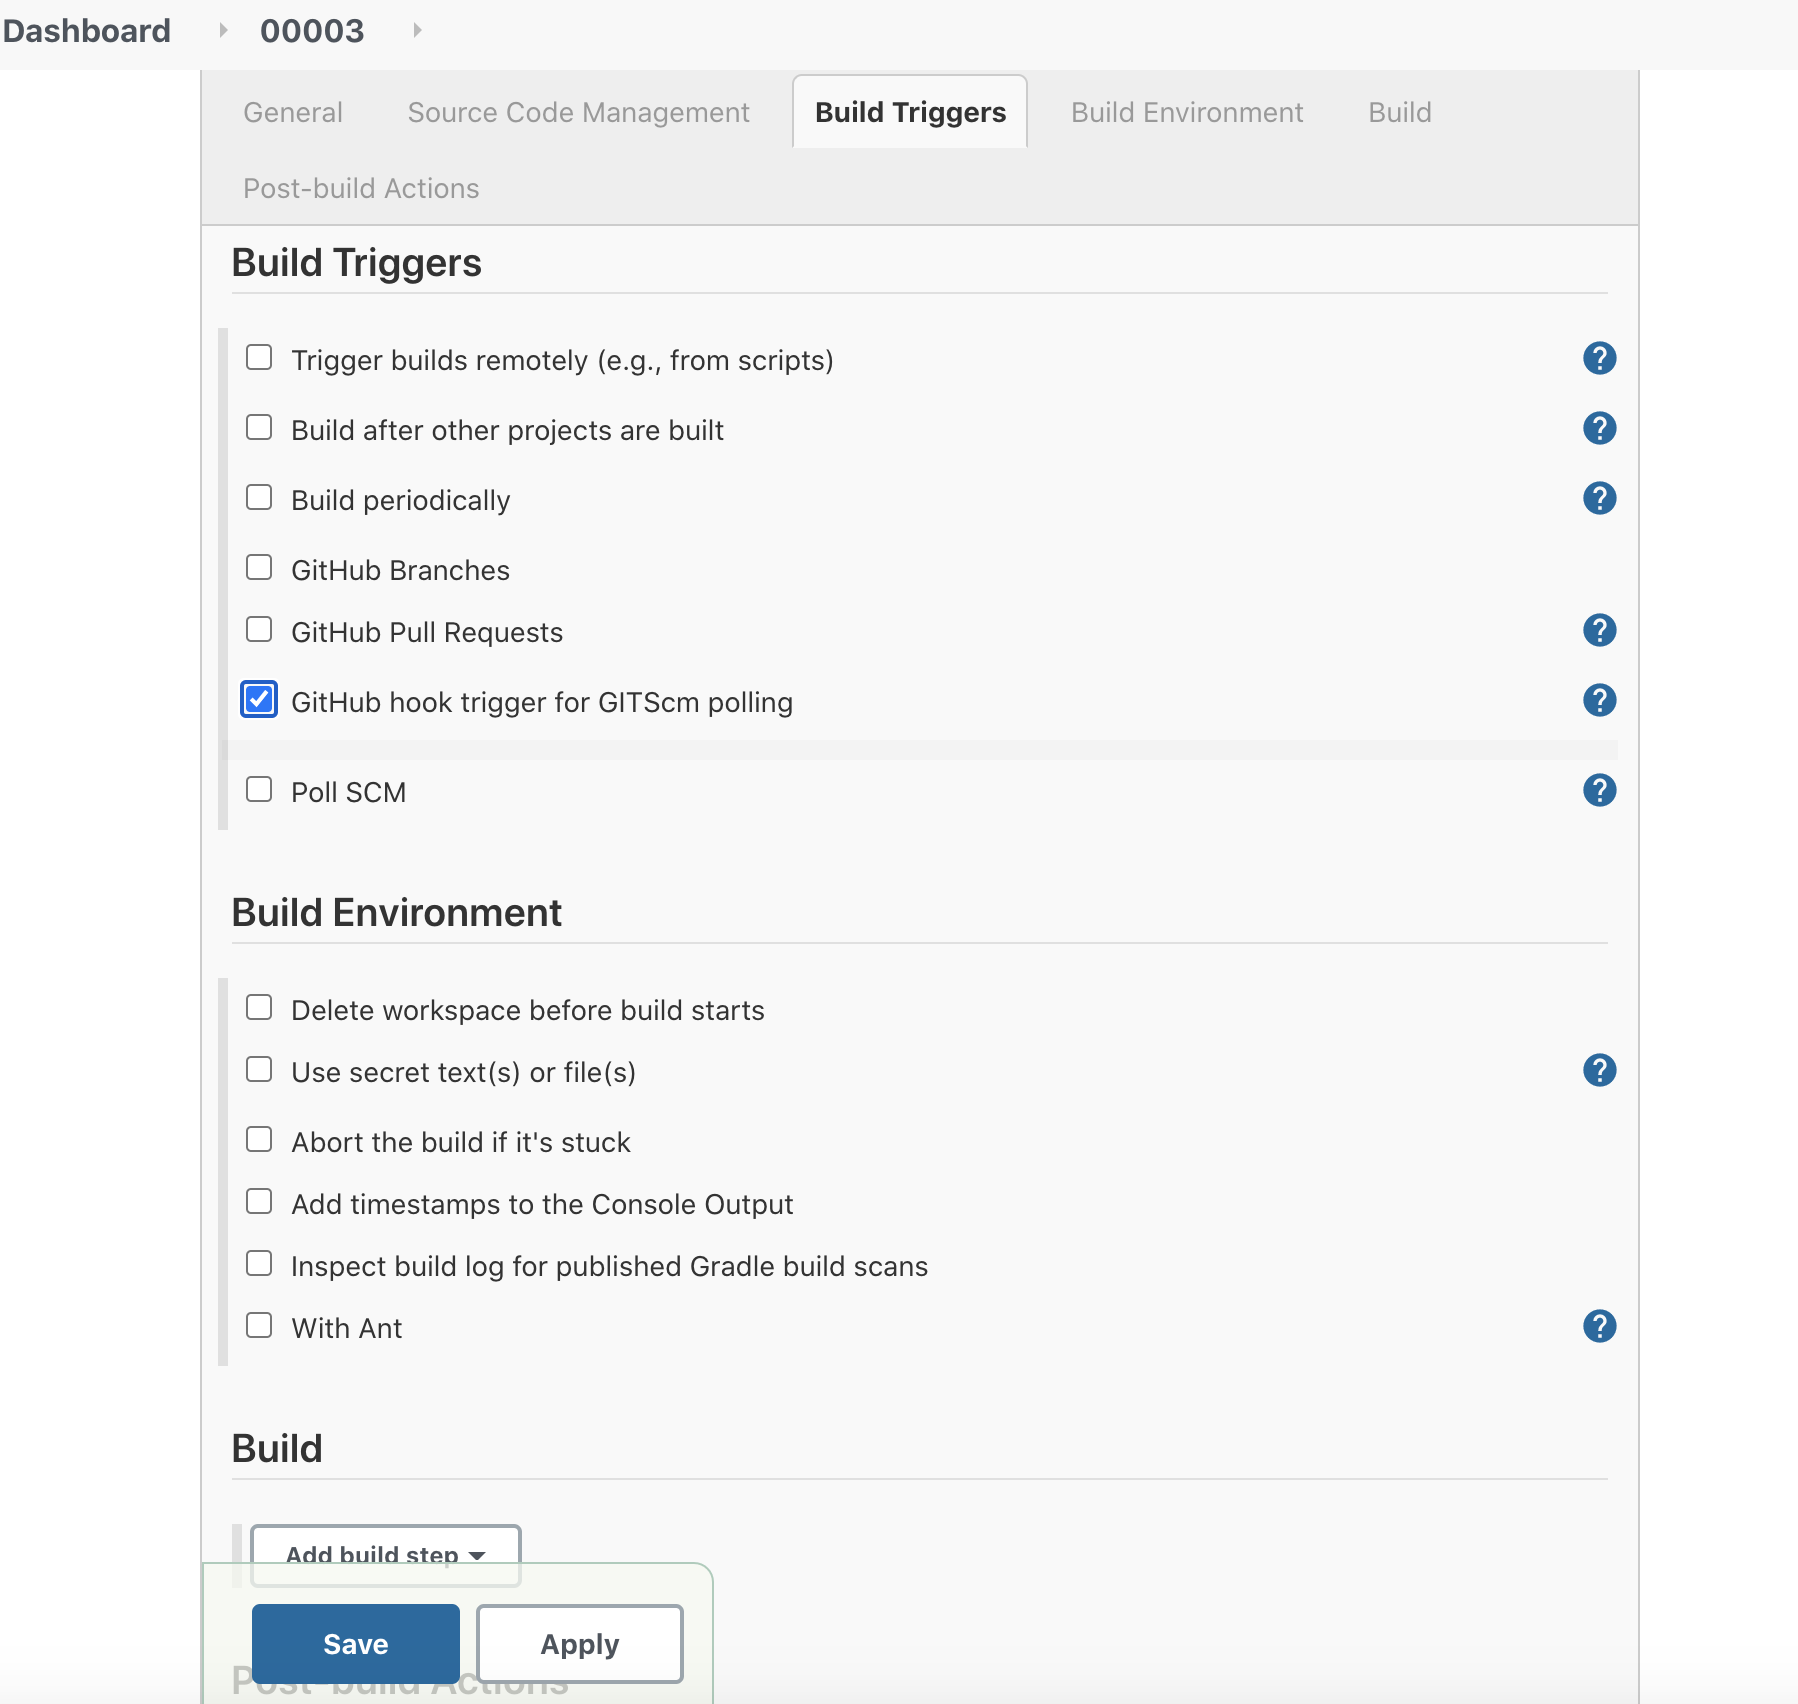 Dashboard 00003
General Source Code Management Build Triggers Build Environment Build
Post-build Actions
Build Triggers
Trigger builds remotely (e.g., from scripts) ?
Build after other projects are built ?
Build periodically ?
GitHub Branches
GitHub Pull Requests ?
GitHub hook trigger for GITScm polling ?
Poll SCM ?
Build Environment
Delete workspace before build starts
Use secret text(s) or file(s) ?
Abort the build if it's stuck
Add timestamps to the Console Output
Inspect build log for published Gradle build scans
With Ant ?
Build
Add build step
Save Apply
Post-build Actions